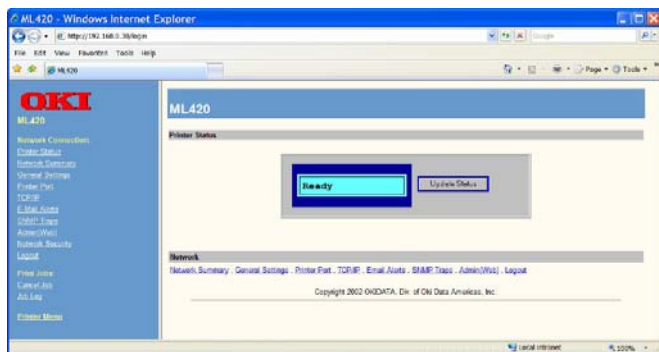 ML420 - Windows Internet Explorer
http://192.168.0.30/login
Google
File Edit View Favorites Tools Help
ML420
Page Tools
OKI
ML420
ML420
Network Connection:
Printer Status
Network Summary
General Settings
Printer Port
TCP/IP
E-Mail Alerts
SNMP Traps
Admin(Web)
Network Security
Logout
Print Jobs:
Cancel Job
Job Log
Printer Menu
Printer Status
Ready
Update Status
Network
Network Summary . General Settings . Printer Port . TCP/IP . Email Alerts . SNMP Traps . Admin(Web) . Logout
Copyright 2002 OKIDATA, Div. of Oki Data Americas, Inc.
Local intranet
100%